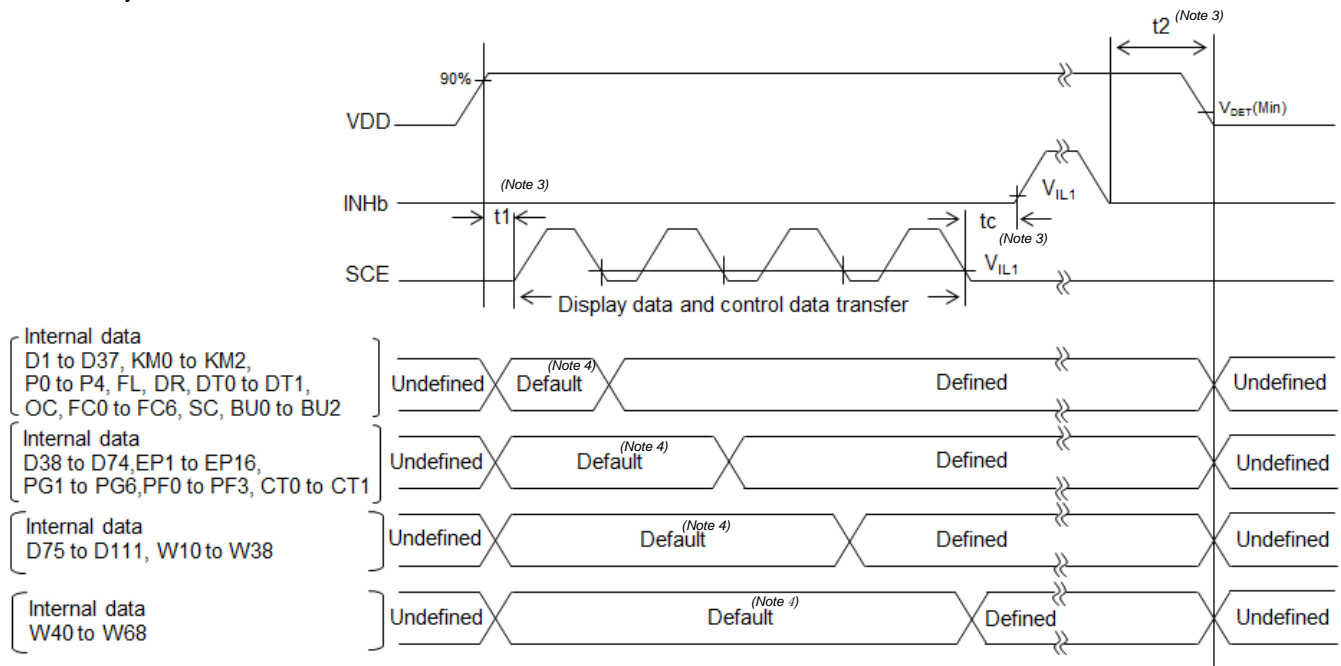 t2 (Note 3)
90%
VDD
VDET(Min)
(Note 3)
INHb
VIL1
t1
tc
(Note 3)
SCE
VIL1
Display data and control data transfer
Internal data
D1 to D37, KM0 to KM2,
P0 to P4, FL, DR, DT0 to DT1,
OC, FC0 to FC6, SC, BU0 to BU2
Undefined
Default (Note 4)
Defined
Undefined
Internal data
D38 to D74,EP1 to EP16,
PG1 to PG6,PF0 to PF3, CT0 to CT1
Undefined
Default (Note 4)
Defined
Undefined
Internal data
D75 to D111, W10 to W38
Undefined
Default (Note 4)
Defined
Undefined
Internal data
W40 to W68
Undefined
Default (Note 4)
Defined
Undefined